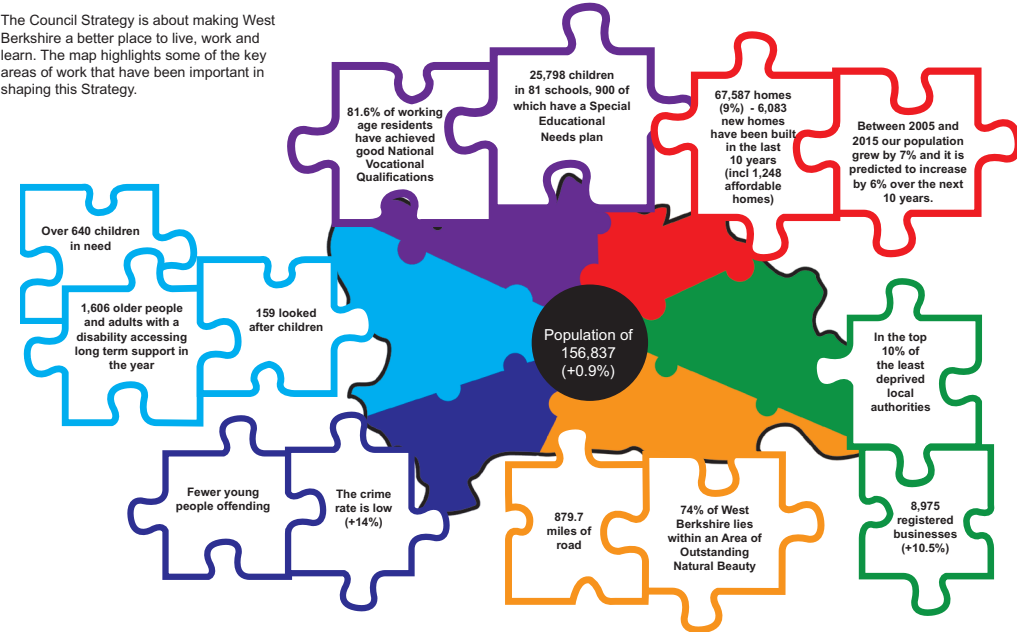 The Council Strategy is about making West
Berkshire a better place to live, work and
learn. The map highlights some of the key
areas of work that have been important in
shaping this Strategy.
81.6% of working
age residents
have achieved
good National
Vocational
Qualifications
25,798 children
in 81 schools, 900 of
which have a Special
Educational
Needs plan
67,587 homes
(9%) - 6,083
new homes
have been built
in the last
10 years
(incl 1,248
affordable
homes)
Between 2005 and
2015 our population
grew by 7% and it is
predicted to increase
by 6% over the next
10 years.
Over 640 children
in need
1,606 older people
and adults with a
disability accessing
long term support in
the year
159 looked
after children
Population of
156,837
(+0.9%)
In the top
10% of
the least
deprived
local
authorities
Fewer young
people offending
The crime
rate is low
(+14%)
879.7
miles of
road
74% of West
Berkshire lies
within an Area of
Outstanding
Natural Beauty
8,975
registered
businesses
(+10.5%)